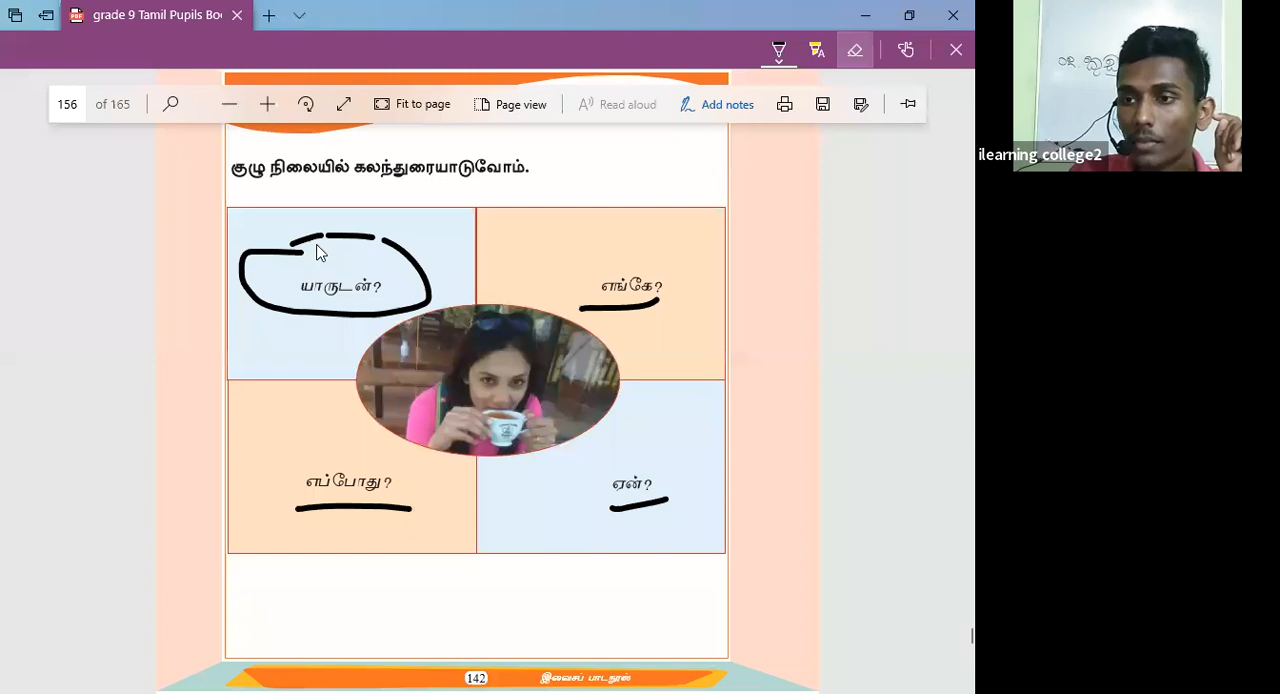 grade 9 Tamil Pupils Bo
156 of 165
Fit to page
Page view
Read aloud
Add notes
ilearning college2
குழு நிலையில் கலந்துரையாடுவோம்.
யாருடன்?
எங்கே?
எப்போது?
ஏன்?
142
இலவசப் பாடநூல்